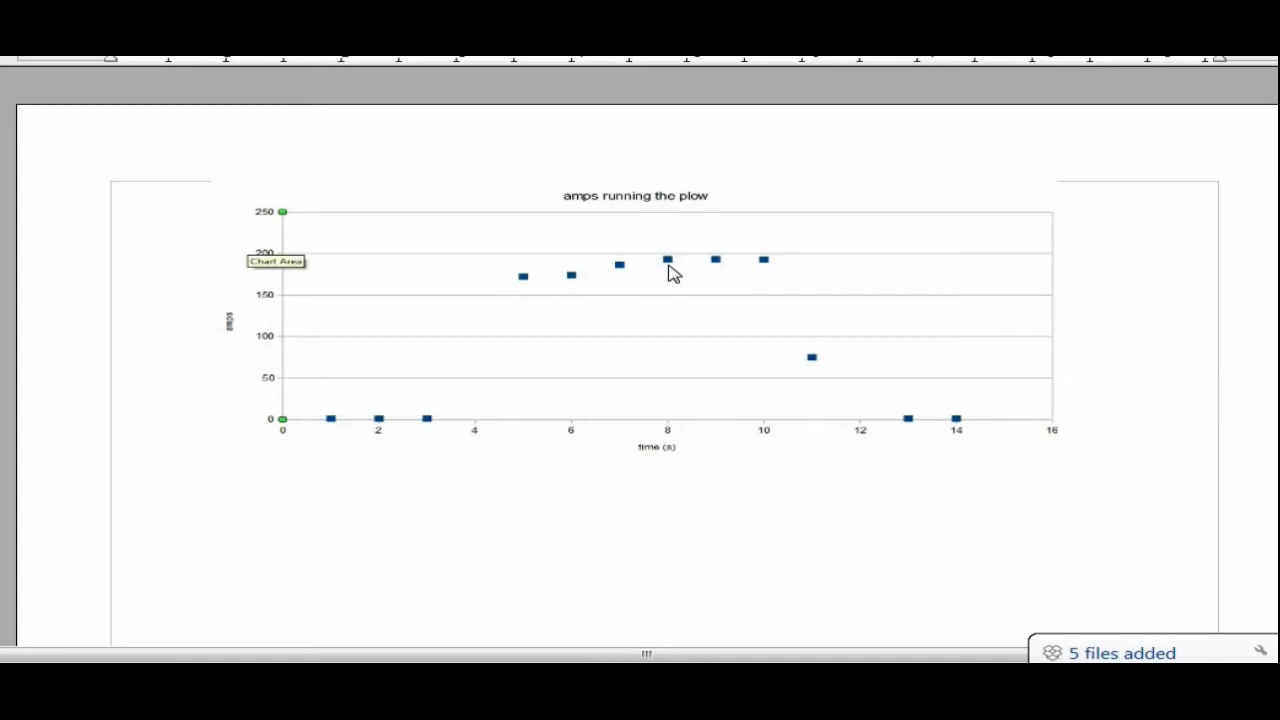 amps running the plow
250
200
Chart Area
150
amps
100
50
0
0 2 4 6 8 10 12 14 16
time (s)
5 files added